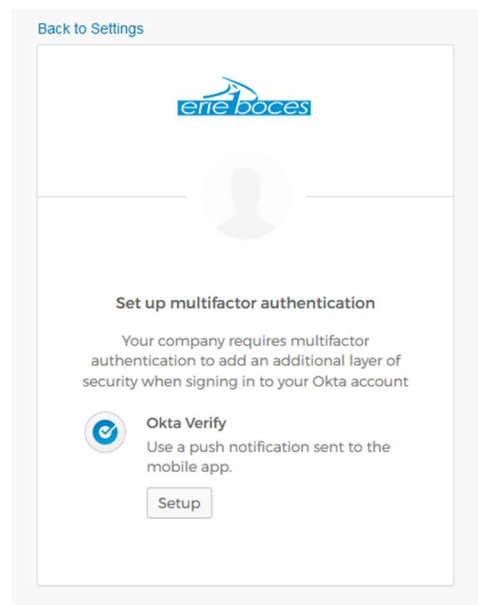 Back to Settings
erie 1 boces
Set up multifactor authentication
Your company requires multifactor
authentication to add an additional layer of
security when signing in to your Okta account
Okta Verify
Use a push notification sent to the
mobile app.
Setup